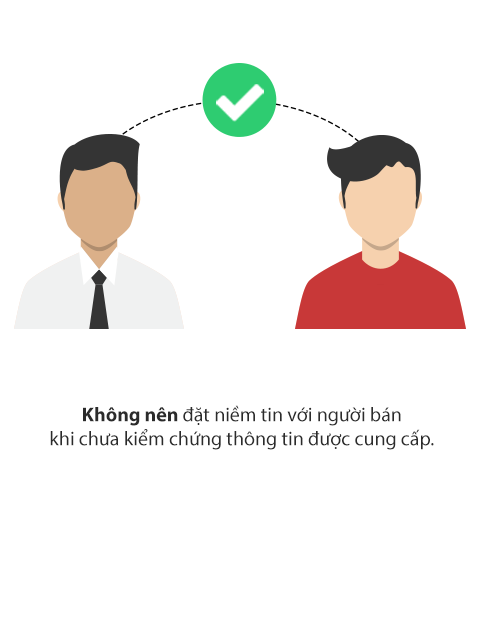 Không nên đặt niềm tin với người bán
khi chưa kiểm chứng thông tin được cung cấp.